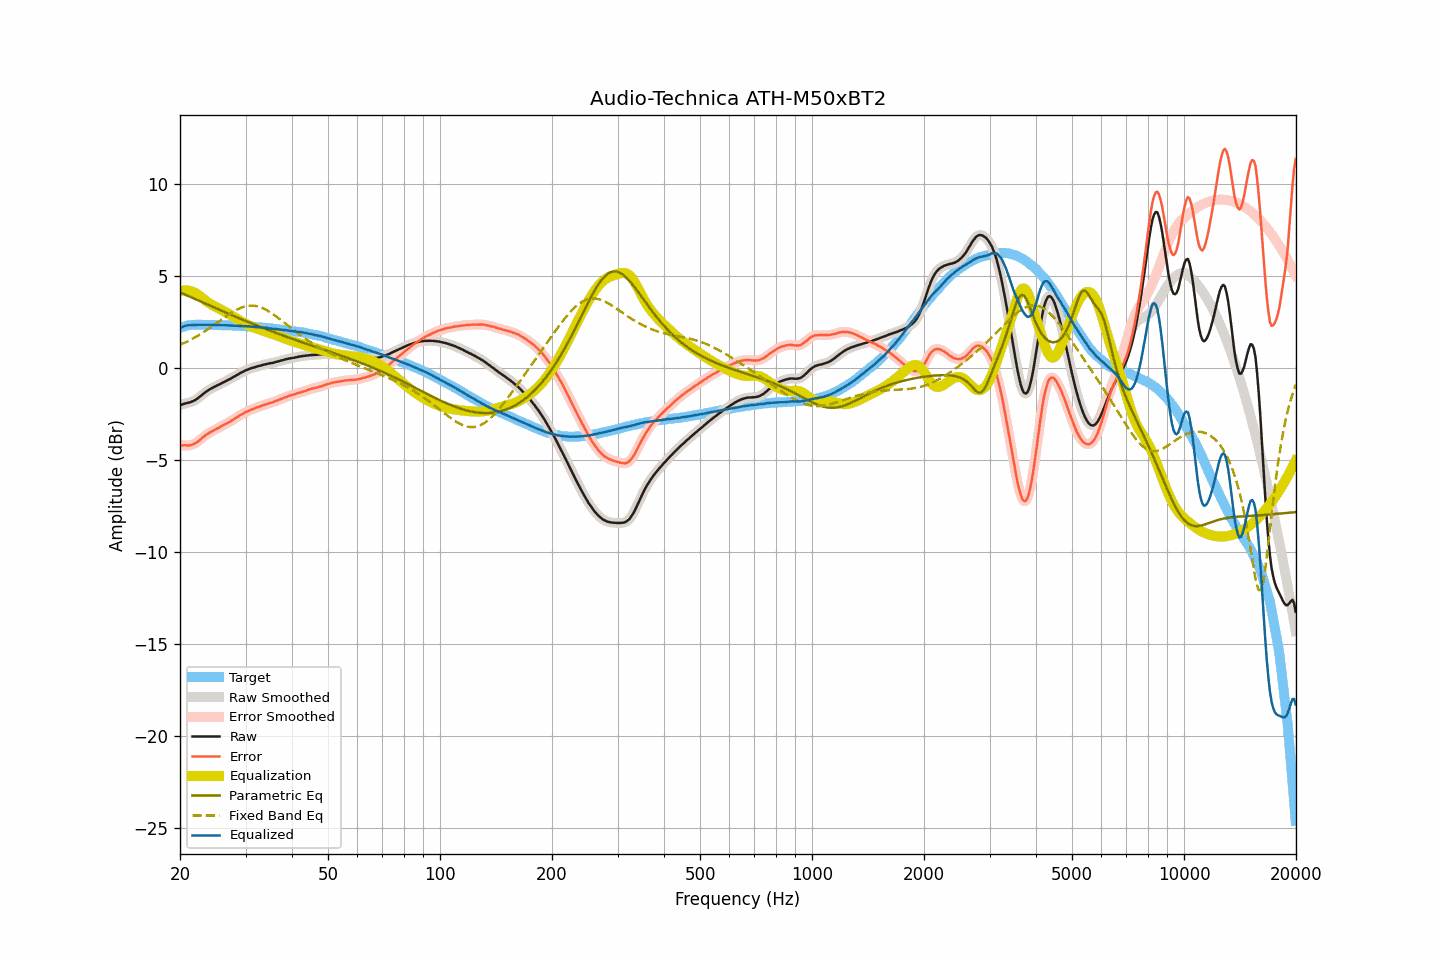 Audio-Technica ATH-M50xBT2
10
5
0
−5
−10
−15
−20
−25
Amplitude (dBr)
Target
Raw Smoothed
Error Smoothed
Raw
Error
Equalization
Parametric Eq
Fixed Band Eq
Equalized
20 50 100 200 500 1000 2000 5000 10000 20000
Frequency (Hz)